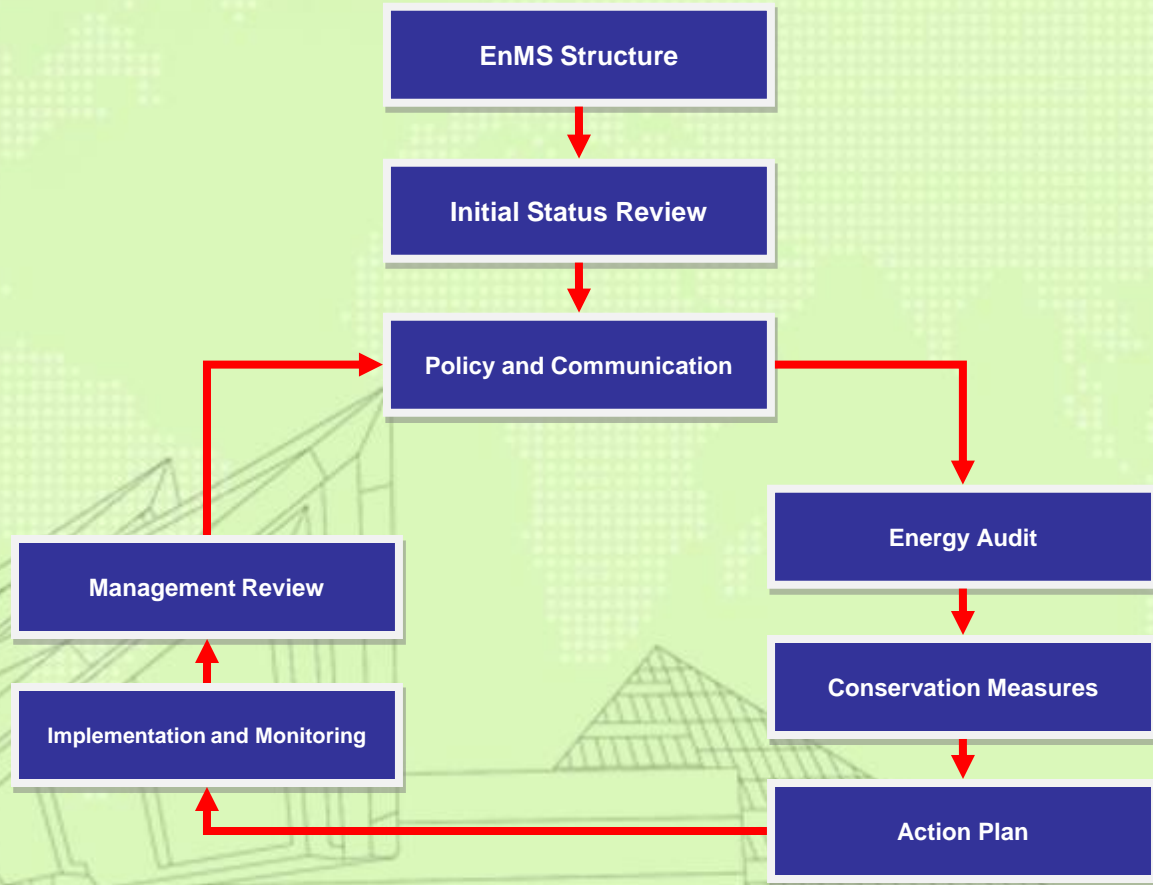 EnMS Structure
Initial Status Review
Policy and Communication
Energy Audit
Management Review
Conservation Measures
Implementation and Monitoring
Action Plan